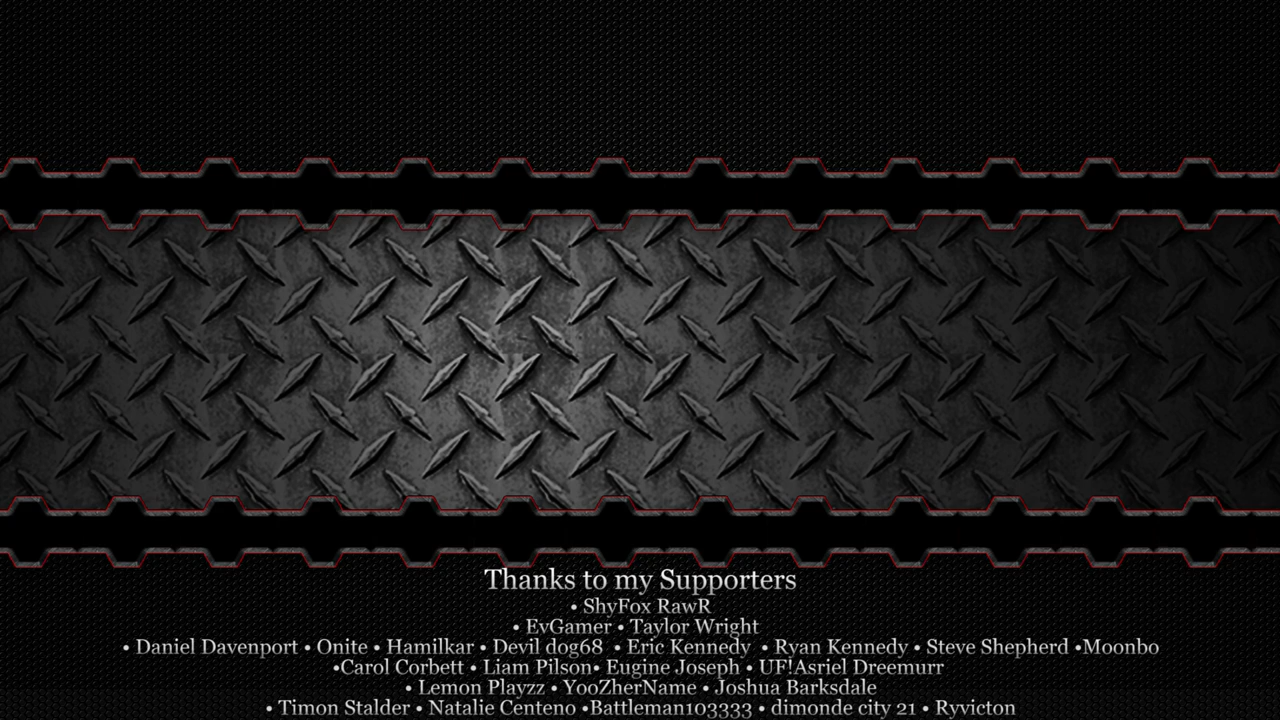 Thanks to my Supporters
• ShyFox RawR
• EvGamer • Taylor Wright
• Daniel Davenport • Onite • Hamilkar • Devil dog68 • Eric Kennedy • Ryan Kennedy • Steve Shepherd •Moonbo
•Carol Corbett • Liam Pilson• Eugine Joseph • UF!Asriel Dreemurr
• Lemon Playzz • YooZherName • Joshua Barksdale
• Timon Stalder • Natalie Centeno •Battleman103333 • dimonde city 21 • Ryvicton